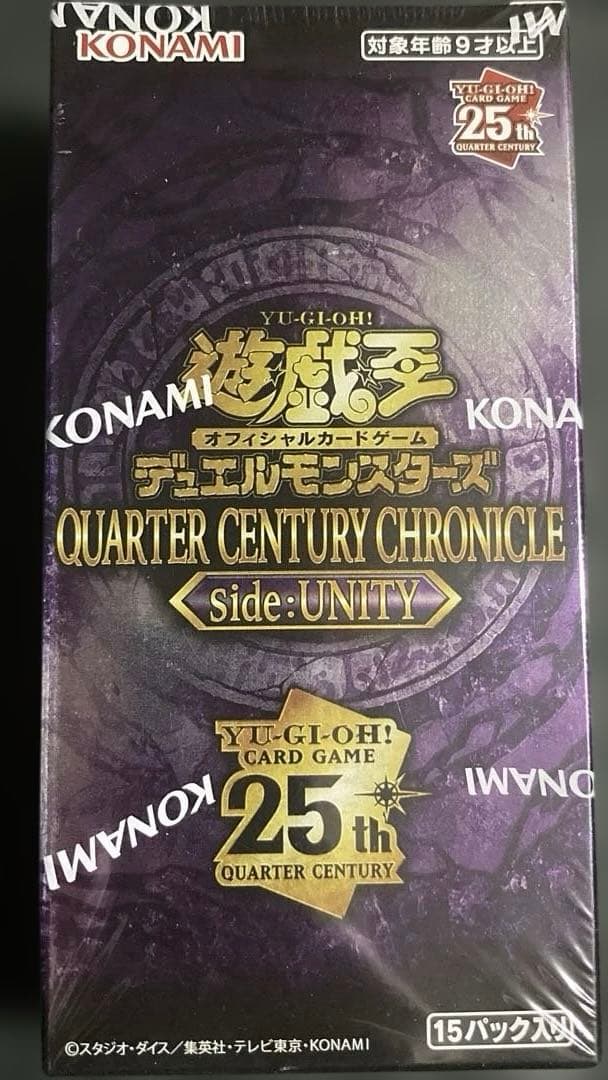 KONAMI
KONAMI
対象年齢9才以上
YU-GI-OH!
CARD GAME
25th
QUARTER CENTURY
YU-GI-OH!
遊戯王
オフィシャルカードゲーム
デュエルモンスターズ
KONAMI
KONA
QUARTER CENTURY CHRONICLE
side:UNITY
YU-GI-OH!
CARD GAME
25th
QUARTER CENTURY
KONAMI
KONAMI
15パック入り
©スタジオ・ダイス/集英社・テレビ東京・KONAMI